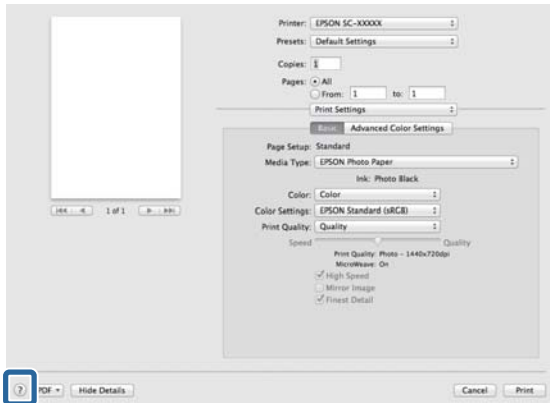 Printer: EPSON SC-XXXXX
Presets: Default Settings
Copies: 1
Pages: All
From: 1 to: 1
Print Settings
Basic Advanced Color Settings
Page Setup: Standard
Media Type: EPSON Photo Paper
Ink: Photo Black
Color: Color
1 of 1
Color Settings: EPSON Standard (sRGB)
Print Quality: Quality
Speed Quality
Print Quality: Photo - 1440x720dpi
MicroWeave: On
High Speed
Mirror Image
Finest Detail
? PDF Hide Details Cancel Print